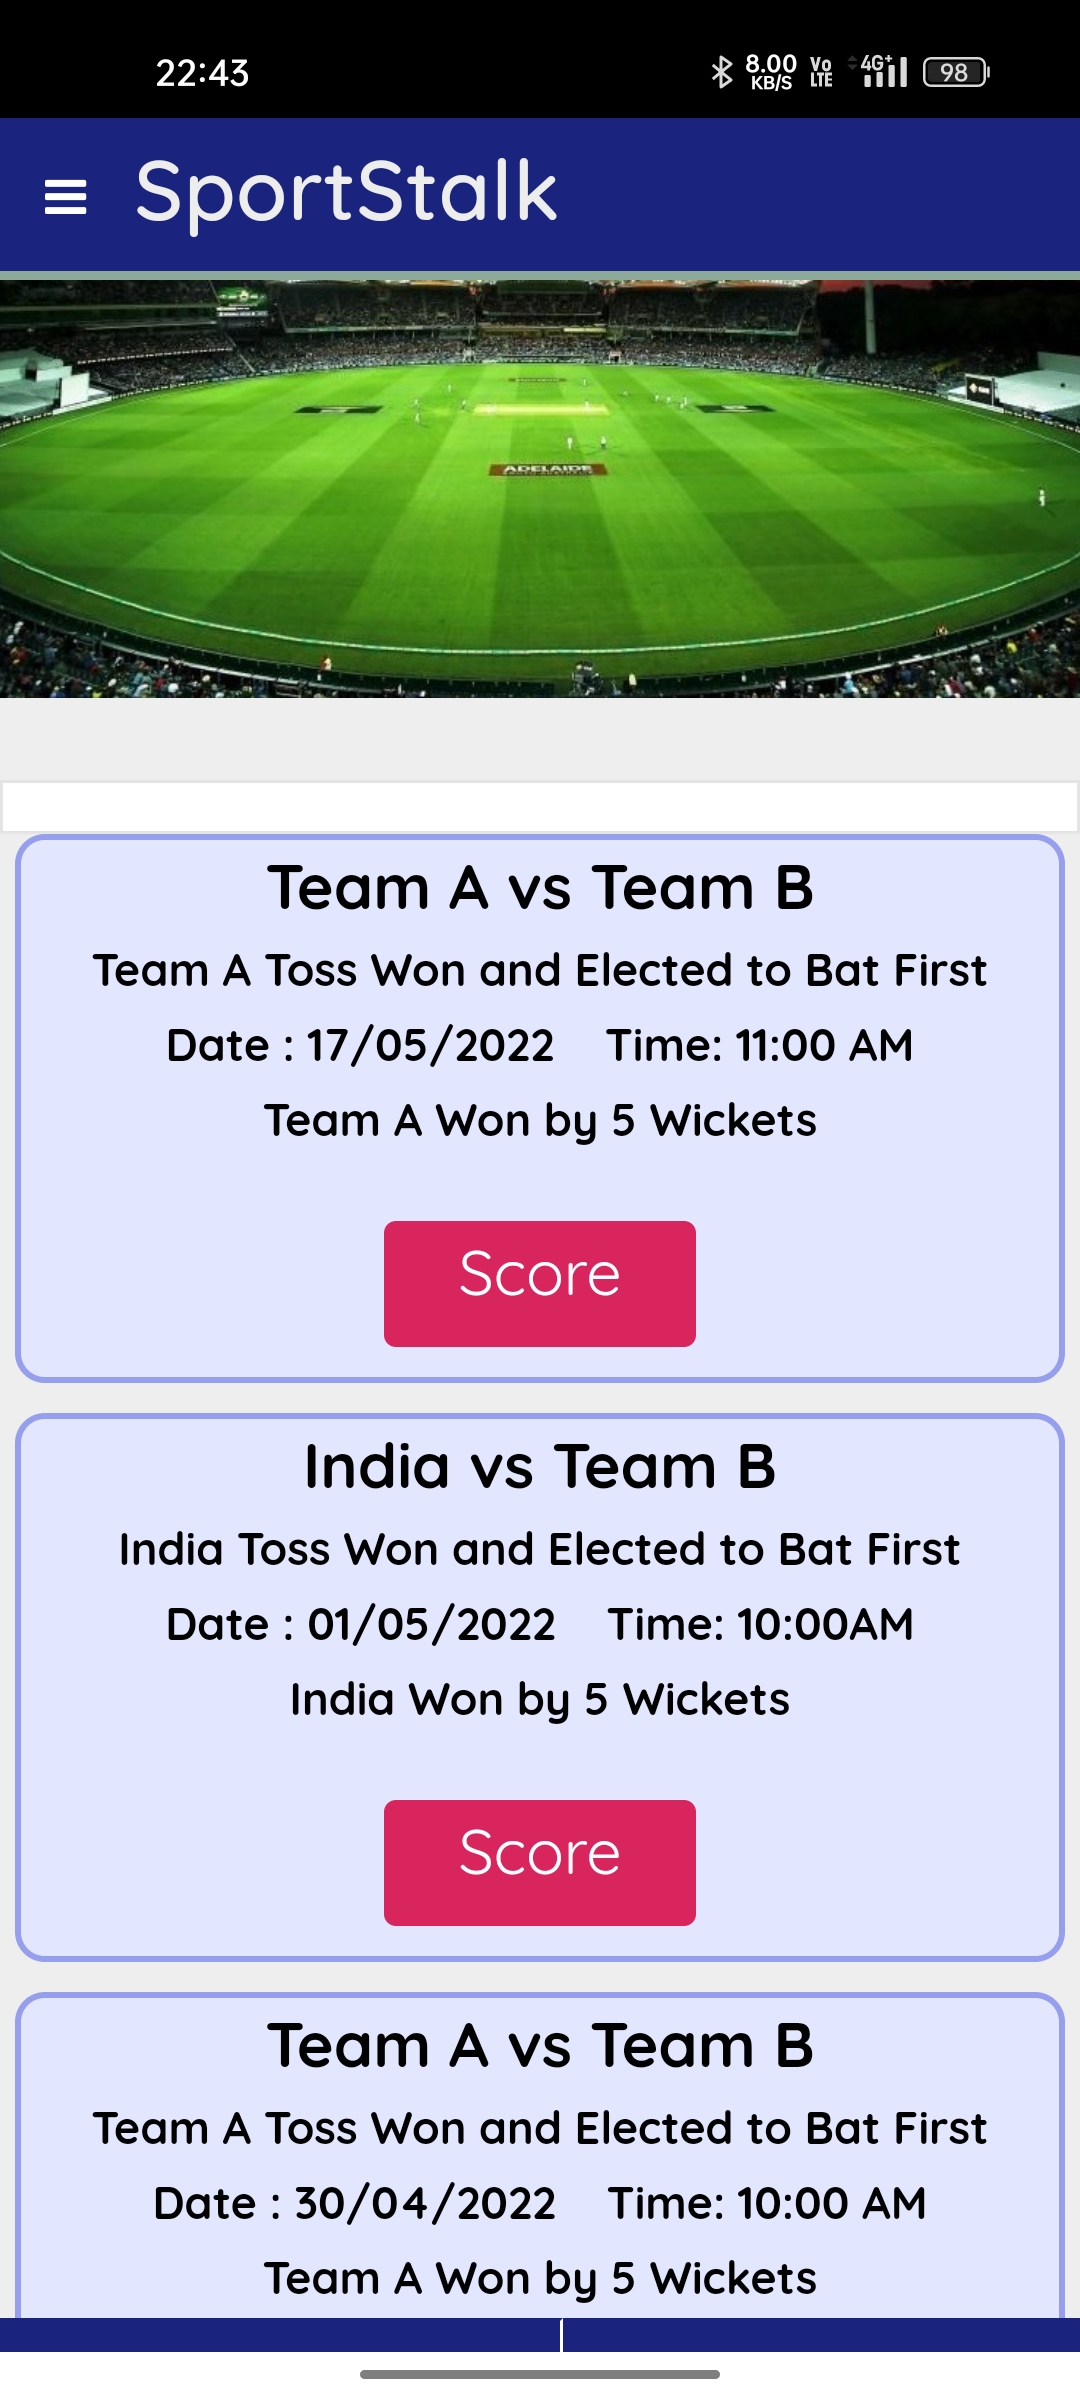 22:43
8.00 KB/S Vo LTE 4G+ 98
SportStalk
ADELAIDE
Team A vs Team B
Team A Toss Won and Elected to Bat First
Date : 17/05/2022 Time: 11:00 AM
Team A Won by 5 Wickets
Score
India vs Team B
India Toss Won and Elected to Bat First
Date : 01/05/2022 Time: 10:00AM
India Won by 5 Wickets
Score
Team A vs Team B
Team A Toss Won and Elected to Bat First
Date : 30/04/2022 Time: 10:00 AM
Team A Won by 5 Wickets